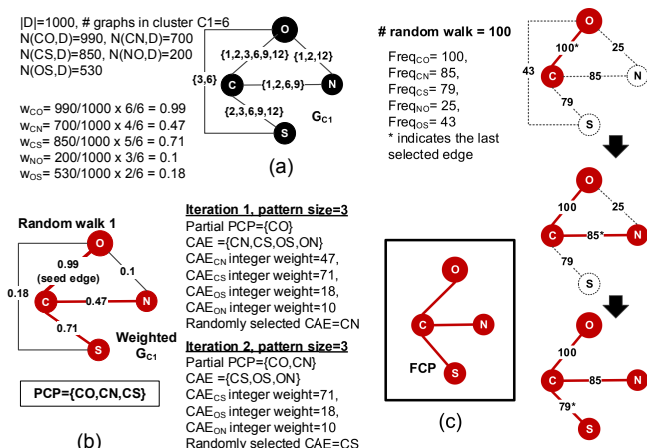 |D|=1000, # graphs in cluster C1=6
N(CO,D)=990, N(CN,D)=700
N(CS,D)=850, N(NO,D)=200
N(OS,D)=530
w_CO= 990/1000 x 6/6 = 0.99
w_CN= 700/1000 x 4/6 = 0.47
w_CS= 850/1000 x 5/6 = 0.71
w_NO= 200/1000 x 3/6 = 0.1
w_OS= 530/1000 x 2/6 = 0.18
O
{1,2,3,6,9,12}
{1,2,12}
{3,6}
C
{1,2,6,9}
N
{2,3,6,9,12}
G_C1
S
(a)
Random walk 1
O
0.99
(seed edge)
0.1
0.18
C
0.47
N
0.71
S
Weighted
G_C1
PCP={CO,CN,CS}
(b)
Iteration 1, pattern size=3
Partial PCP={CO}
CAE ={CN,CS,OS,ON}
CAE_CN integer weight=47,
CAE_CS integer weight=71,
CAE_OS integer weight=18,
CAE_ON integer weight=10
Randomly selected CAE=CN
Iteration 2, pattern size=3
Partial PCP={CO,CN}
CAE ={CS,OS,ON}
CAE_CS integer weight=71,
CAE_OS integer weight=18,
CAE_ON integer weight=10
Randomly selected CAE=CS
# random walk = 100
Freq_CO= 100,
Freq_CN= 85,
Freq_CS= 79,
Freq_NO= 25,
Freq_OS= 43
* indicates the last
selected edge
O
100*
25
43
C
85
N
79
S
O
100
25
C
85*
N
79
S
O
100
C
85
N
79*
S
O
C
N
S
FCP
(c)